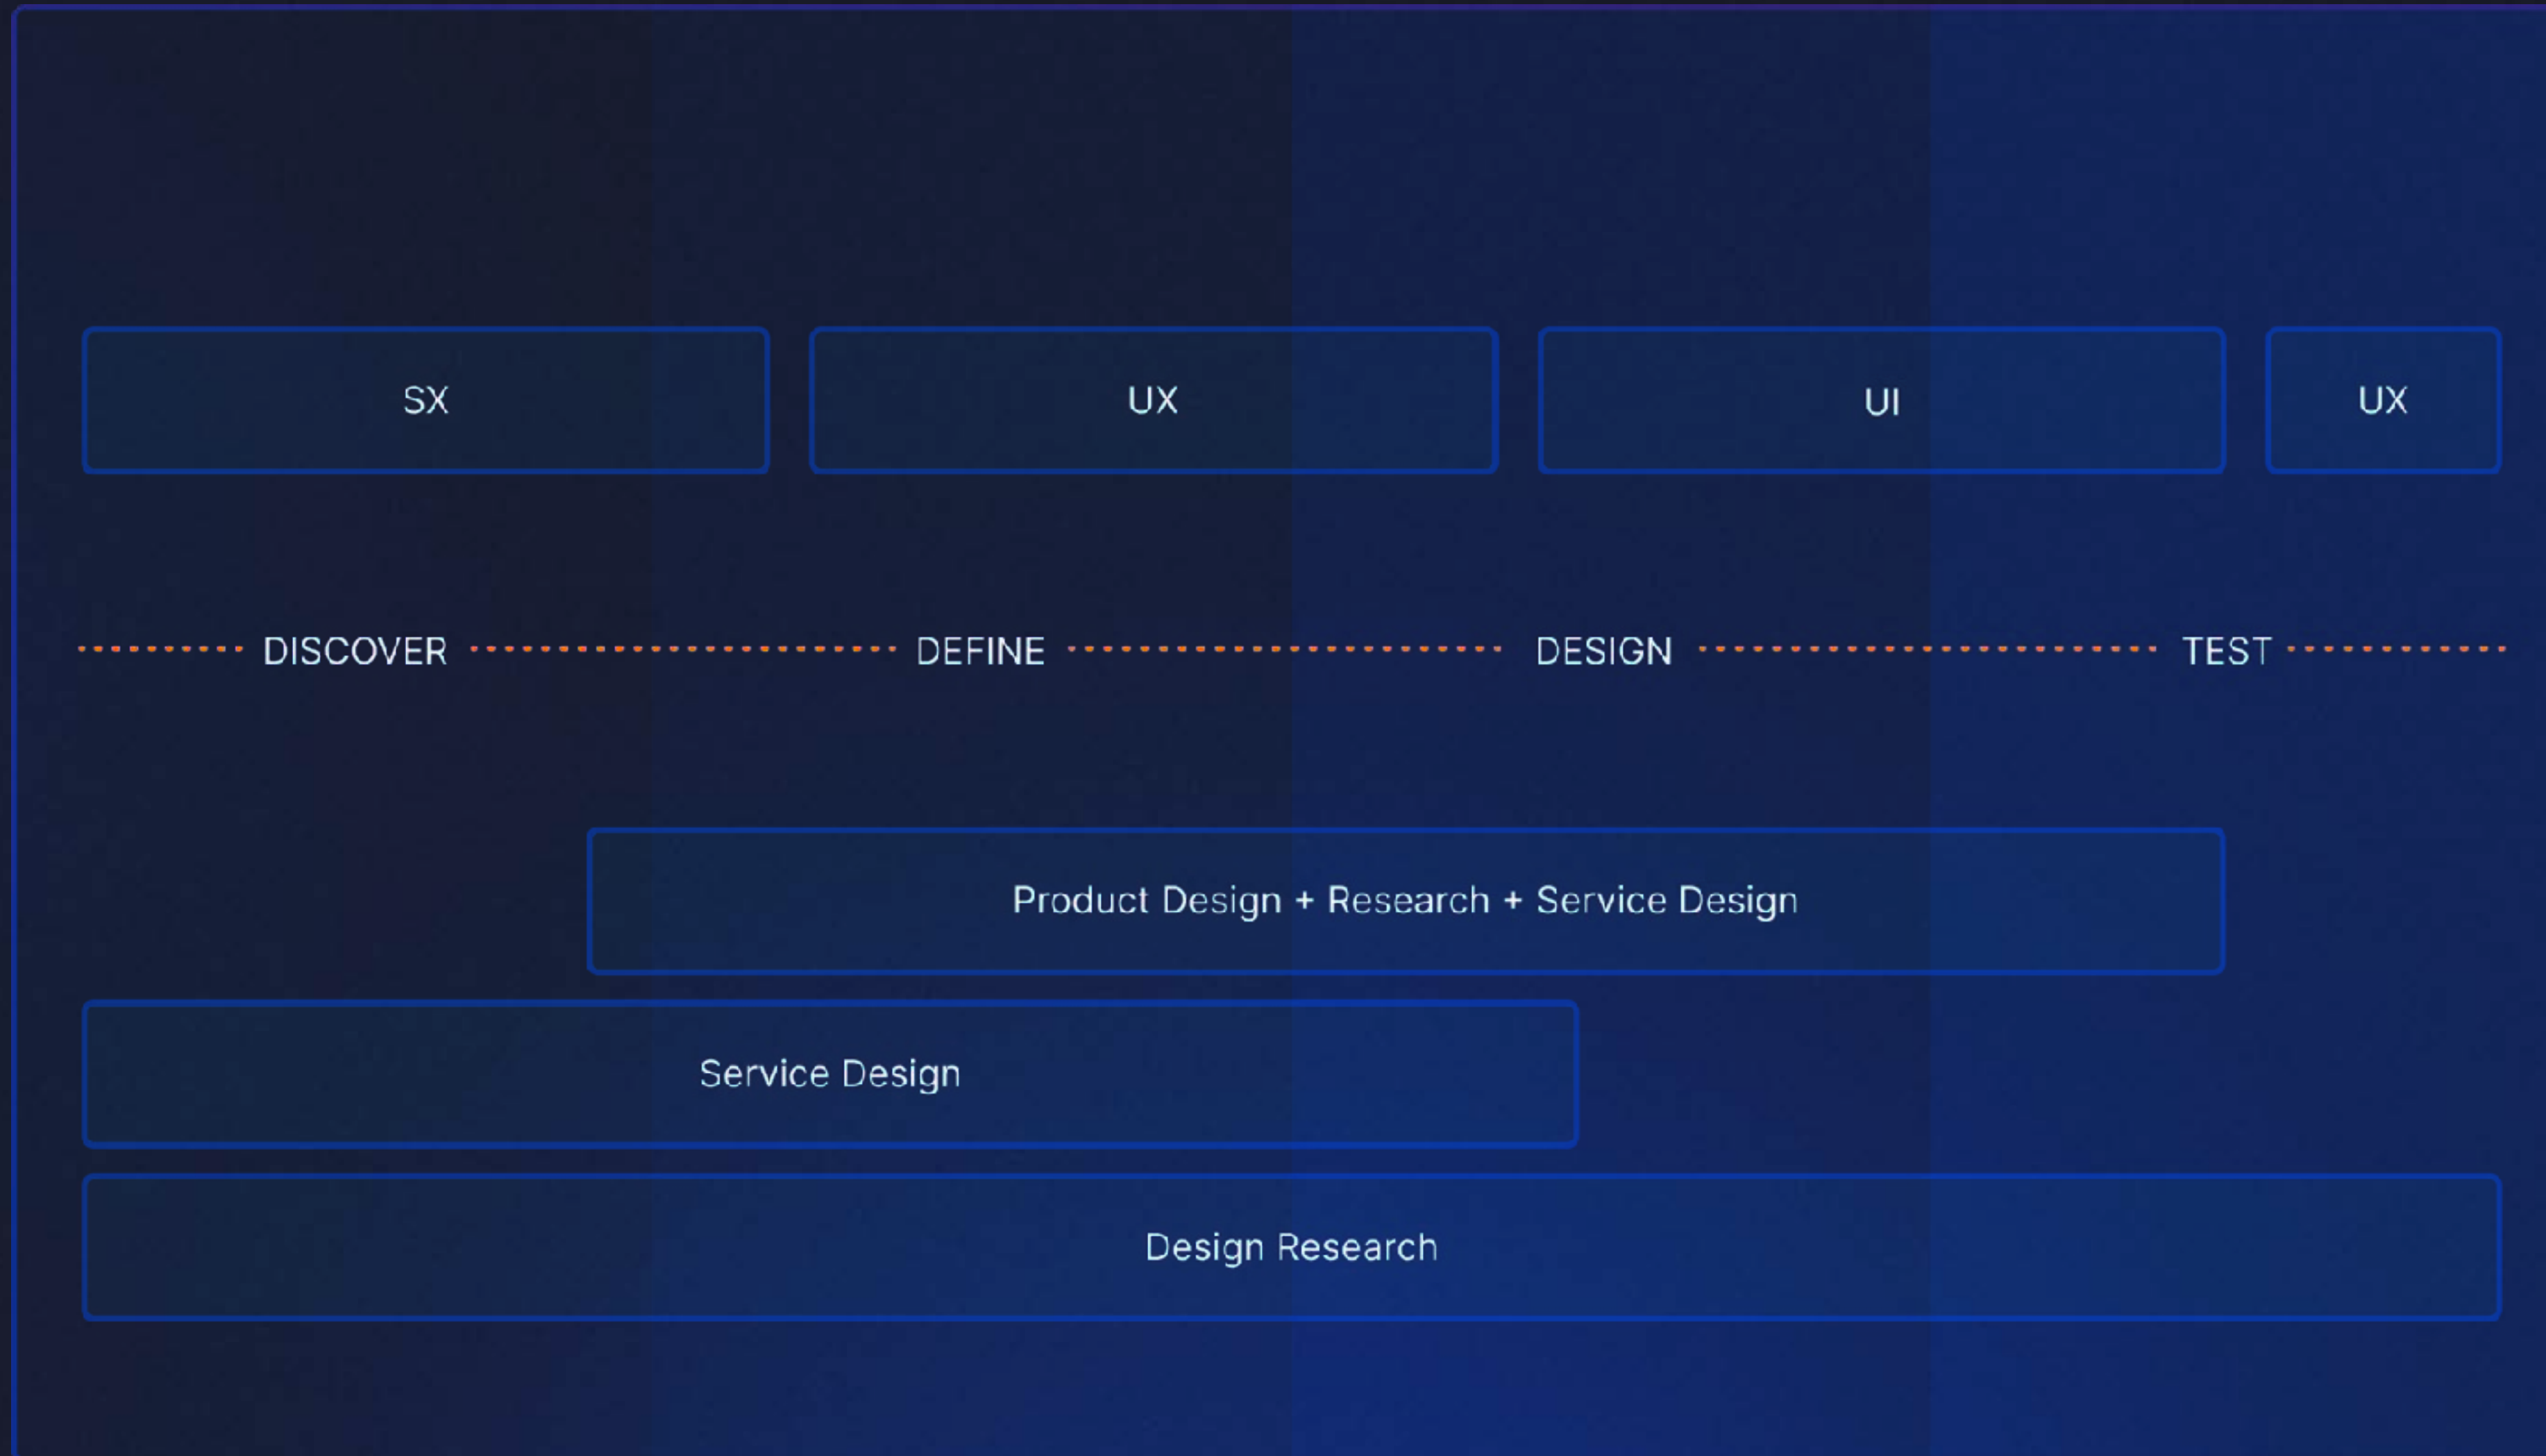 SX
UX
UI
UX
DISCOVER
DEFINE
DESIGN
TEST
Product Design + Research + Service Design
Service Design
Design Research